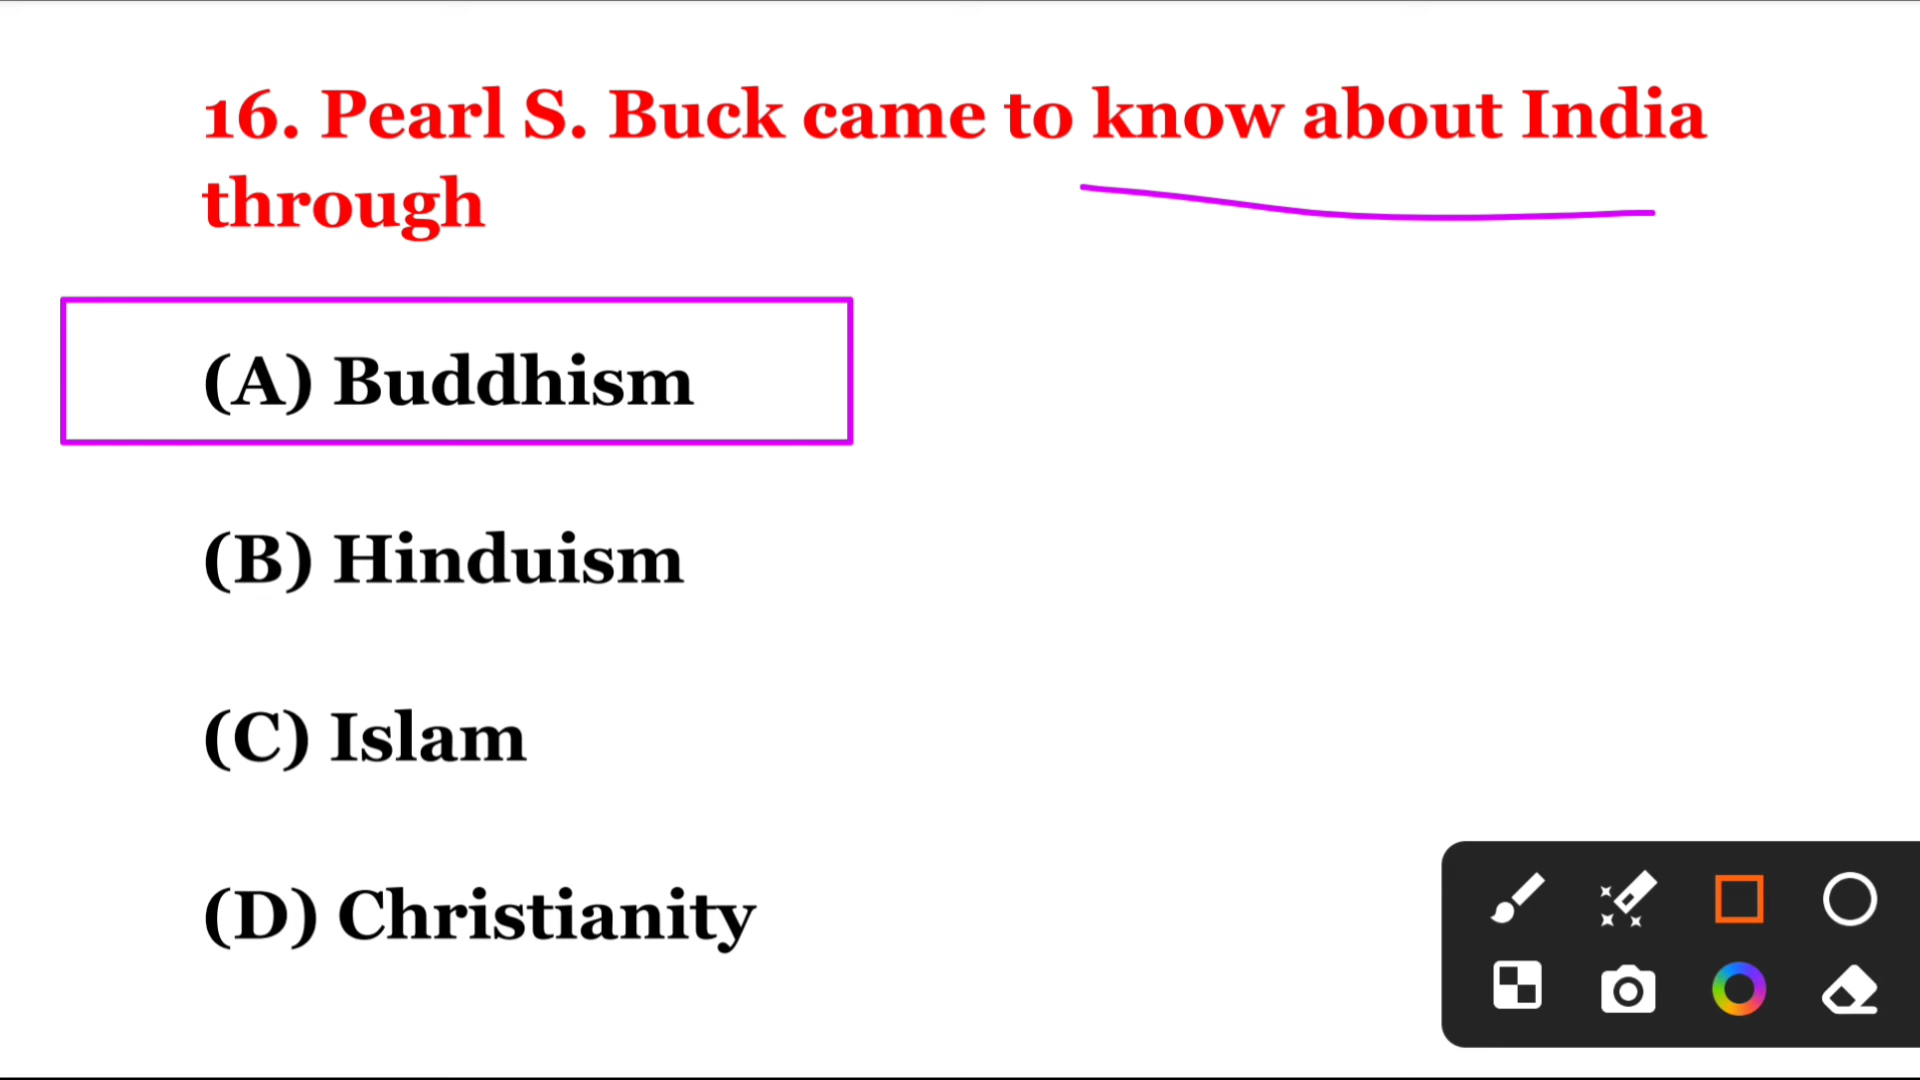 16. Pearl S. Buck came to know about India
through
(A) Buddhism
(B) Hinduism
(C) Islam
(D) Christianity